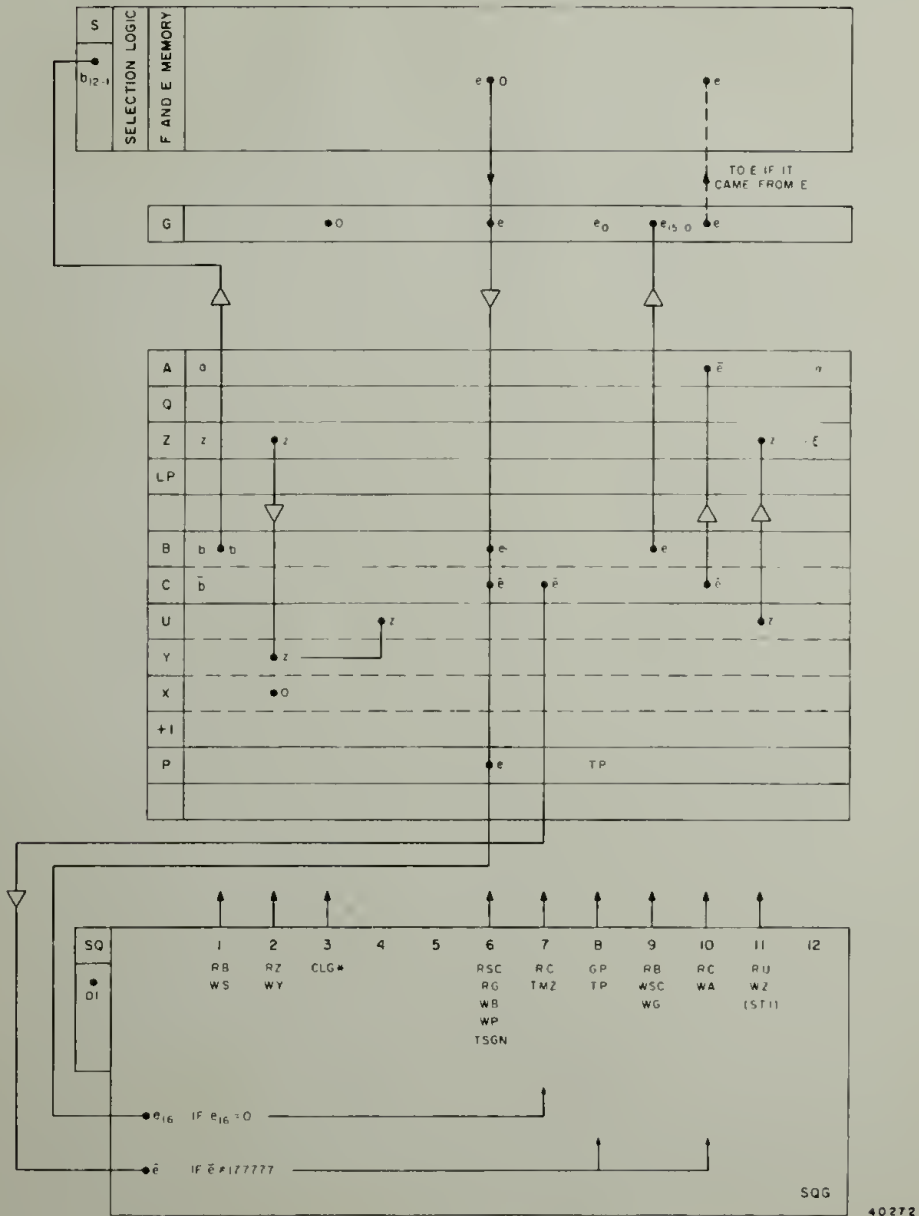 S
b12-1
SELECTION LOGIC
F AND E MEMORY
e 0
e
TO E IF IT
CAME FROM E
G 0 e e0 e15-0 e
A a ē
Q
Z z z z
LP
B b b e e
C b̄ ē ē ē
U z z
Y z
X 0
+1
P e TP
SQ 1 2 3 4 5 6 7 8 9 10 11 12
01
RB RZ CLG* RSC RC GP RB RC RU
WS WY RG TMZ TP WSC WA WZ
WB WG (ST1)
WP
TSGN
e16 IF e16 = 0
ē IF ē ≠ 177777
SQG
40272